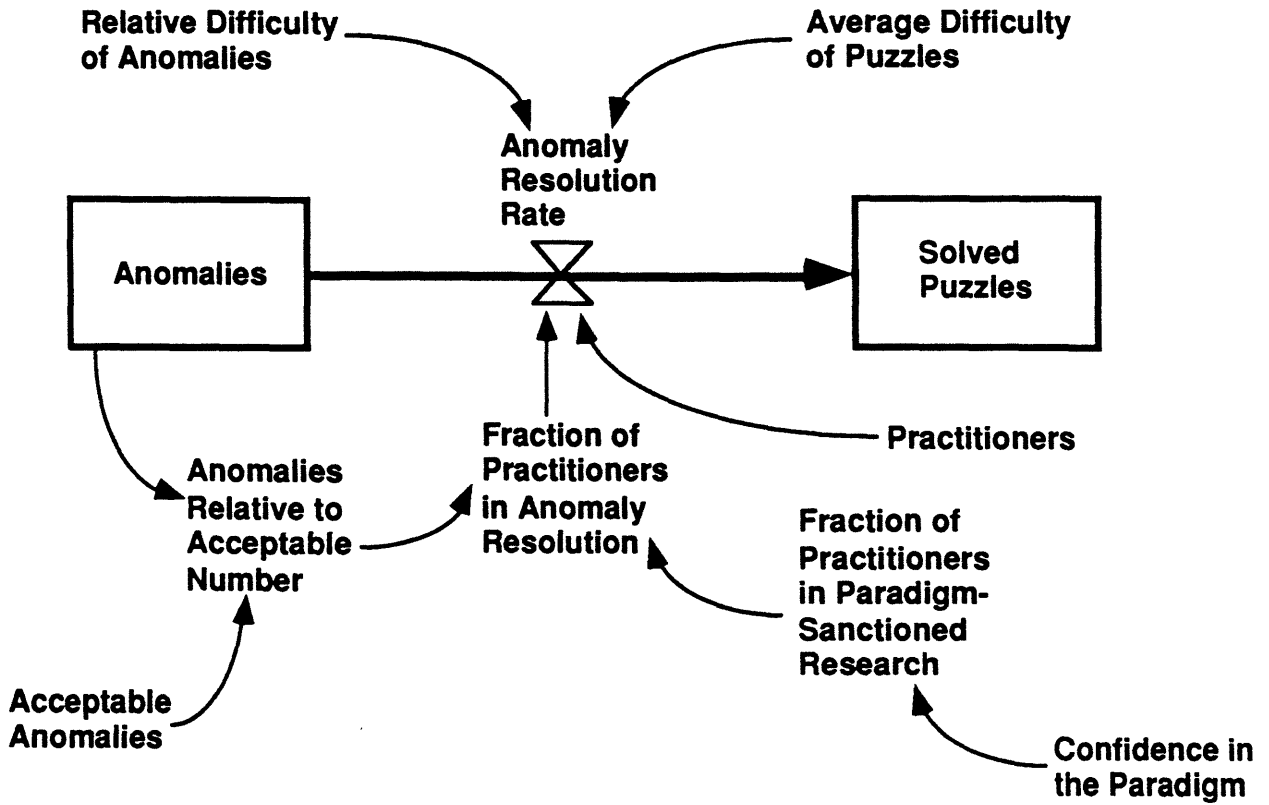 Relative Difficulty
of Anomalies
Average Difficulty
of Puzzles
Anomaly
Resolution
Rate
Anomalies
Solved
Puzzles
Fraction of
Practitioners
in Anomaly
Resolution
Practitioners
Anomalies
Relative to
Acceptable
Number
Fraction of
Practitioners
in Paradigm-
Sanctioned
Research
Acceptable
Anomalies
Confidence in
the Paradigm